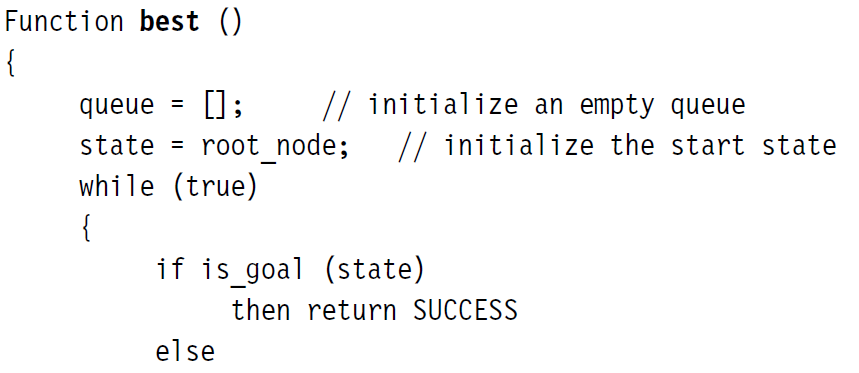 Function best ()
{
queue = [];     // initialize an empty queue
state = root_node;   // initialize the start state
while (true)
{
if is_goal (state)
then return SUCCESS
else